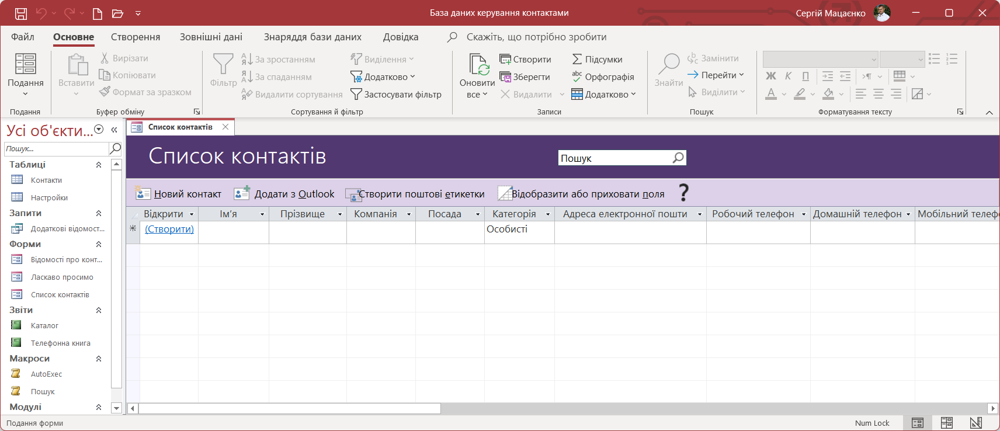 База даних керування контактами
Сергій Мацаєнко
Файл
Основне
Створення
Зовнішні дані
Знаряддя бази даних
Довідка
Скажіть, що потрібно зробити
Подання
Подання
Вставити
Вирізати
Копіювати
Формат за зразком
Буфер обміну
Фільтр
За зростанням
За спаданням
Видалити сортування
Виділення
Додатково
Застосувати фільтр
Сортування й фільтр
Оновити
все
Створити
Зберегти
Видалити
Підсумки
Орфографія
Додатково
Записи
Знайти
Замінити
Перейти
Виділити
Пошук
Ж К П
Форматування тексту
Усі об'єкти...
Пошук...
Таблиці
Контакти
Настройки
Запити
Додаткові відомост...
Форми
Відомості про конт...
Ласкаво просимо
Список контактів
Звіти
Каталог
Телефонна книга
Макроси
AutoExec
Пошук
Модулі
Список контактів
Список контактів
Пошук
Новий контакт
Додати з Outlook
Створити поштові етикетки
Відобразити або приховати поля
?
Відкрити Ім’я Прізвище Компанія Посада Категорія Адреса електронної пошти Робочий телефон Домашній телефон Мобільний телеф
(Створити) Особисті
Подання форми
Num Lock